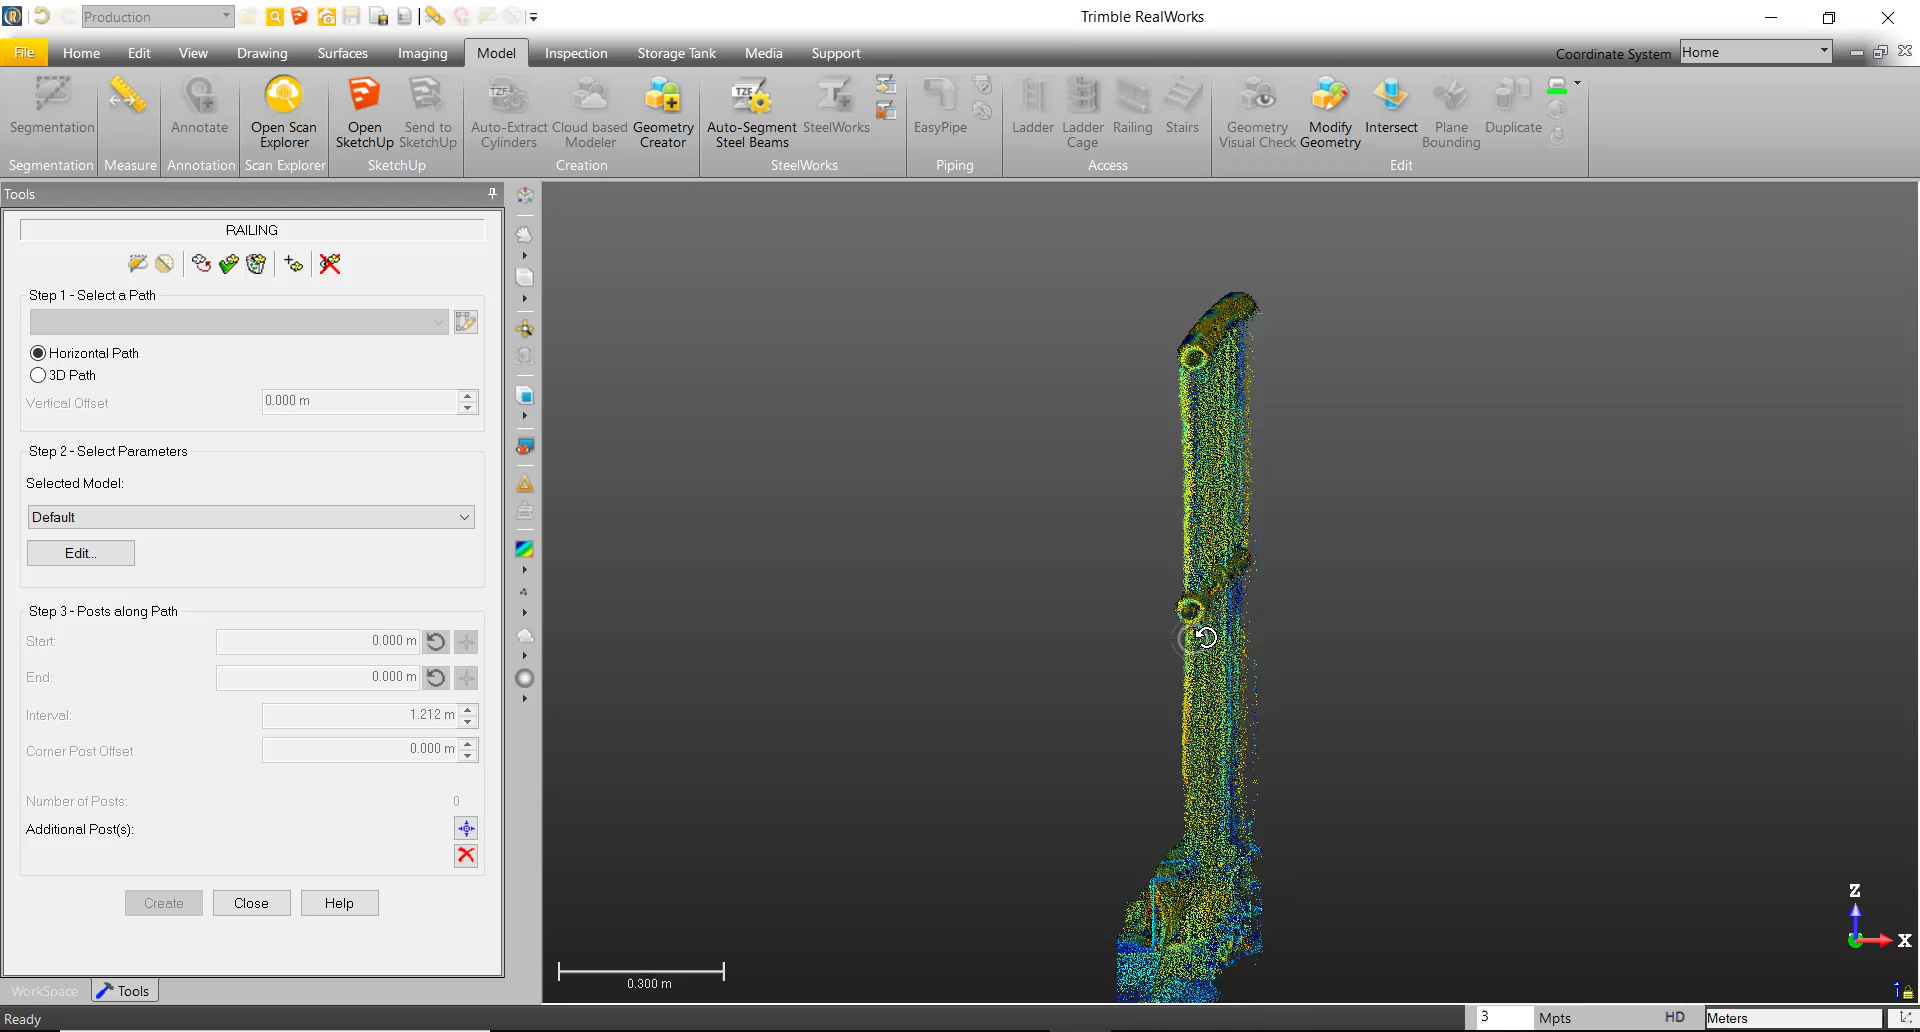 Production
Trimble RealWorks
File Home Edit View Drawing Surfaces Imaging Model Inspection Storage Tank Media Support
Coordinate System Home
Segmentation
Annotate
Open Scan Explorer
Open SketchUp
Send to SketchUp
Auto-Extract Cylinders
Cloud based Modeler
Geometry Creator
Auto-Segment Steel Beams
SteelWorks
EasyPipe
Ladder
Ladder Cage
Railing
Stairs
Geometry Visual Check
Modify Geometry
Intersect
Plane Bounding
Duplicate
Segmentation Measure Annotation Scan Explorer SketchUp Creation SteelWorks Piping Access Edit
Tools
RAILING
Step 1 - Select a Path
Horizontal Path
3D Path
Vertical Offset 0.000 m
Step 2 - Select Parameters
Selected Model:
Default
Edit...
Step 3 - Posts along Path
Start: 0.000 m
End: 0.000 m
Interval: 1.212 m
Corner Post Offset 0.000 m
Number of Posts: 0
Additional Post(s):
Create Close Help
WorkSpace Tools
0.300 m
Z
X
Ready
3 Mpts HD Meters